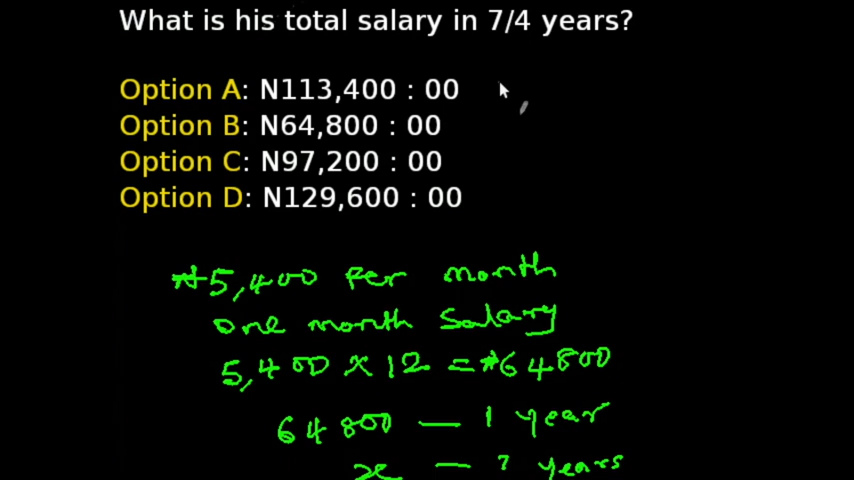 What is his total salary in 7/4 years?
Option A: N113,400 : 00
Option B: N64,800 : 00
Option C: N97,200 : 00
Option D: N129,600 : 00
₦5,400 Per month
one month Salary
5,400 x 12 = ₦64800
64800 — 1 year
x — ? years